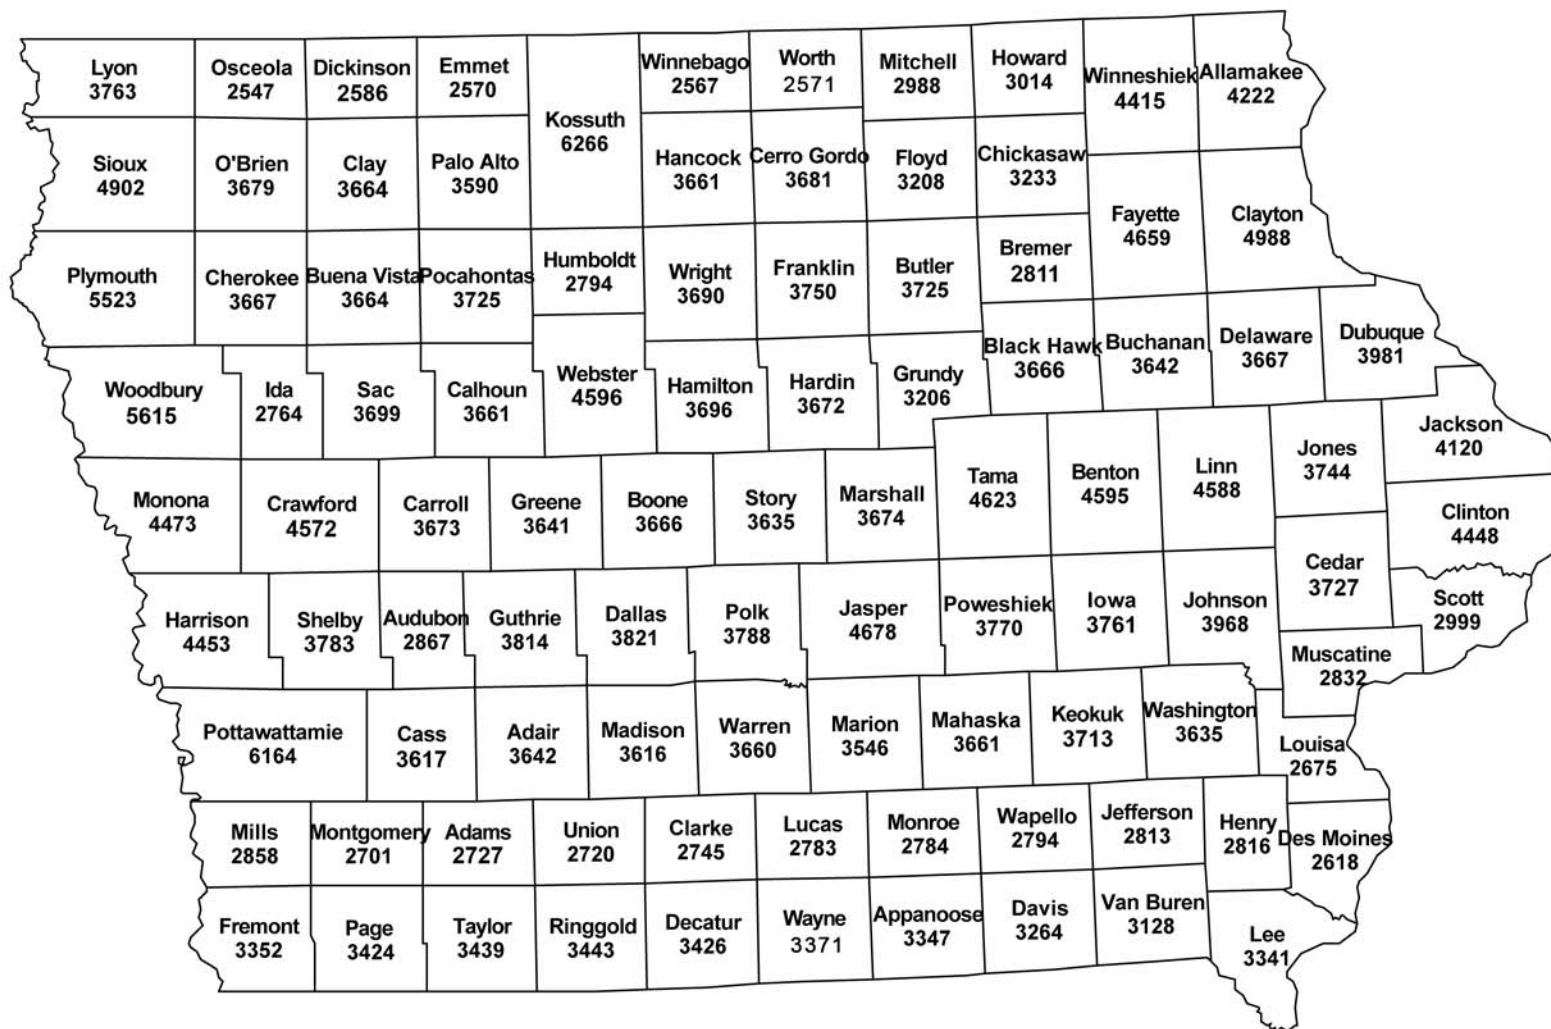 Lyon
3763
Osceola
2547
Dickinson
2586
Emmet
2570
Kossuth
6266
Winnebago
2567
Worth
2571
Mitchell
2988
Howard
3014
Winneshiek
4415
Allamakee
4222
Sioux
4902
O'Brien
3679
Clay
3664
Palo Alto
3590
Hancock
3661
Cerro Gordo
3681
Floyd
3208
Chickasaw
3233
Fayette
4659
Clayton
4988
Plymouth
5523
Cherokee
3667
Buena Vista
3664
Pocahontas
3725
Humboldt
2794
Wright
3690
Franklin
3750
Butler
3725
Bremer
2811
Woodbury
5615
Ida
2764
Sac
3699
Calhoun
3661
Webster
4596
Hamilton
3696
Hardin
3672
Grundy
3206
Black Hawk
3666
Buchanan
3642
Delaware
3667
Dubuque
3981
Monona
4473
Crawford
4572
Carroll
3673
Greene
3641
Boone
3666
Story
3635
Marshall
3674
Tama
4623
Benton
4595
Linn
4588
Jones
3744
Jackson
4120
Clinton
4448
Harrison
4453
Shelby
3783
Audubon
2867
Guthrie
3814
Dallas
3821
Polk
3788
Jasper
4678
Poweshiek
3770
Iowa
3761
Johnson
3968
Cedar
3727
Scott
2999
Muscatine
2832
Pottawattamie
6164
Cass
3617
Adair
3642
Madison
3616
Warren
3660
Marion
3546
Mahaska
3661
Keokuk
3713
Washington
3635
Louisa
2675
Mills
2858
Montgomery
2701
Adams
2727
Union
2720
Clarke
2745
Lucas
2783
Monroe
2784
Wapello
2794
Jefferson
2813
Henry
2816
Des Moines
2618
Fremont
3352
Page
3424
Taylor
3439
Ringgold
3443
Decatur
3426
Wayne
3371
Appanoose
3347
Davis
3264
Van Buren
3128
Lee
3341